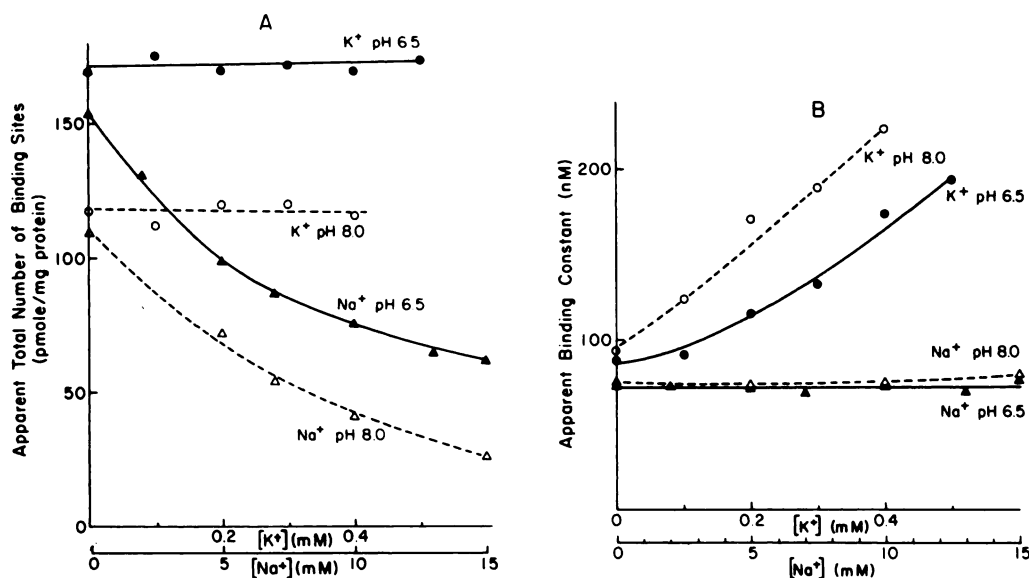 A
K⁺ pH 6.5
K⁺ pH 8.0
Na⁺ pH 6.5
Na⁺ pH 8.0
Apparent Total Number of Binding Sites
(pmole/mg protein)
150
100
50
0
0 0.2 0.4
[K⁺](mM)
0 5 10 15
[Na⁺](mM)
B
K⁺ pH 8.0
K⁺ pH 6.5
Na⁺ pH 8.0
Na⁺ pH 6.5
Apparent Binding Constant (nM)
200
100
0 0.2 0.4
[K⁺](mM)
0 5 10 15
[Na⁺](mM)